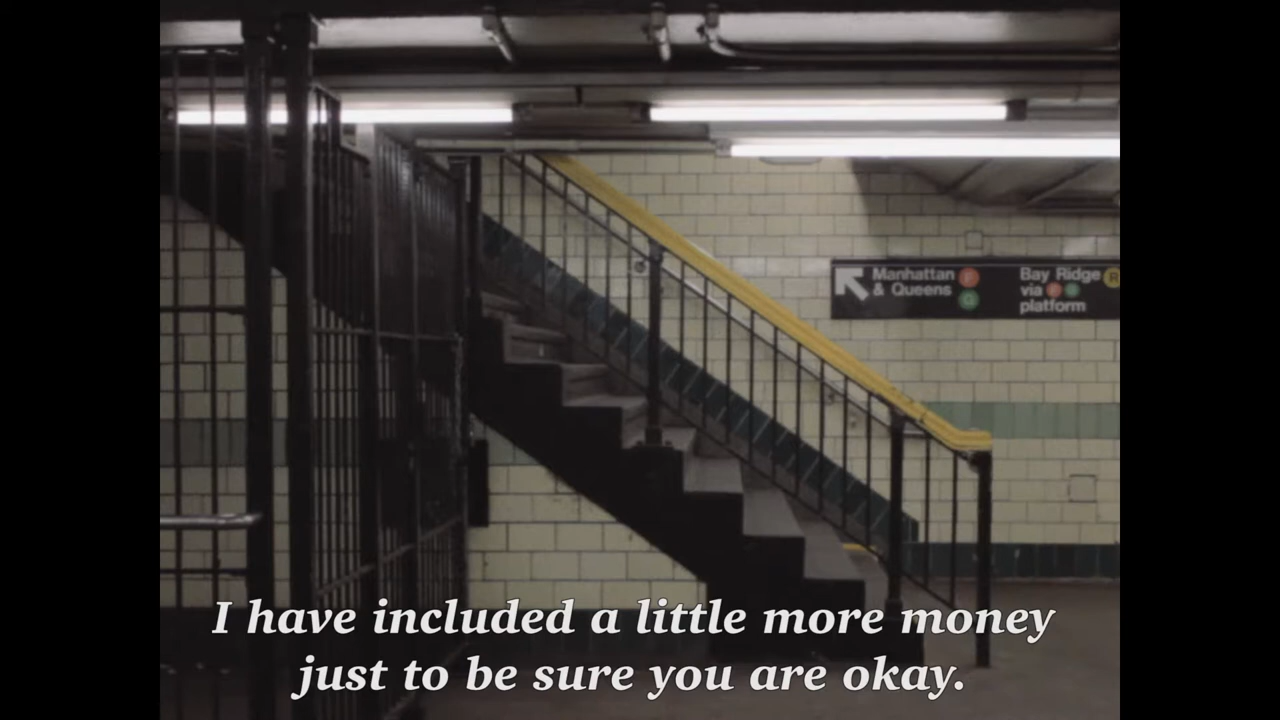 Manhattan F
& Queens G
Bay Ridge R
via F G
platform
I have included a little more money
just to be sure you are okay.